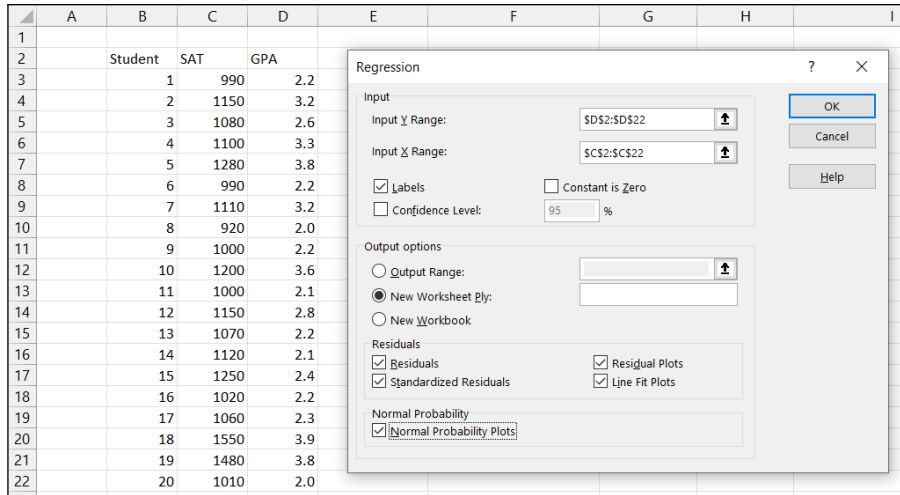 A B C D E F G H I
1
2 Student SAT GPA
3 1 990 2.2
4 2 1150 3.2
5 3 1080 2.6
6 4 1100 3.3
7 5 1280 3.8
8 6 990 2.2
9 7 1110 3.2
10 8 920 2.0
11 9 1000 2.2
12 10 1200 3.6
13 11 1000 2.1
14 12 1150 2.8
15 13 1070 2.2
16 14 1120 2.1
17 15 1250 2.4
18 16 1020 2.2
19 17 1060 2.3
20 18 1550 3.9
21 19 1480 3.8
22 20 1010 2.0
Regression ? ×
Input
Input Y Range: $D$2:$D$22
Input X Range: $C$2:$C$22
Labels Constant is Zero
Confidence Level: 95 %
OK
Cancel
Help
Output options
Output Range:
New Worksheet Ply:
New Workbook
Residuals
Residuals Residual Plots
Standardized Residuals Line Fit Plots
Normal Probability
Normal Probability Plots